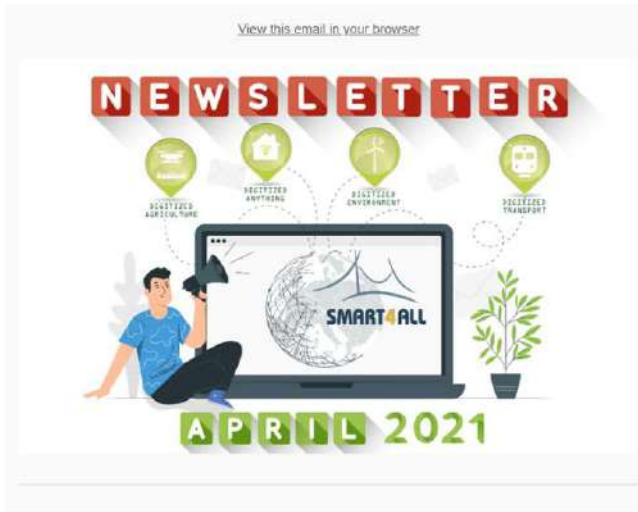 View this email in your browser
NEWSLETTER
DIGITIZED
AGRICULTURE
DIGITIZED
ANYTHING
DIGITIZED
ENVIRONMENT
DIGITIZED
TRANSPORT
SMART4ALL
APRIL 2021